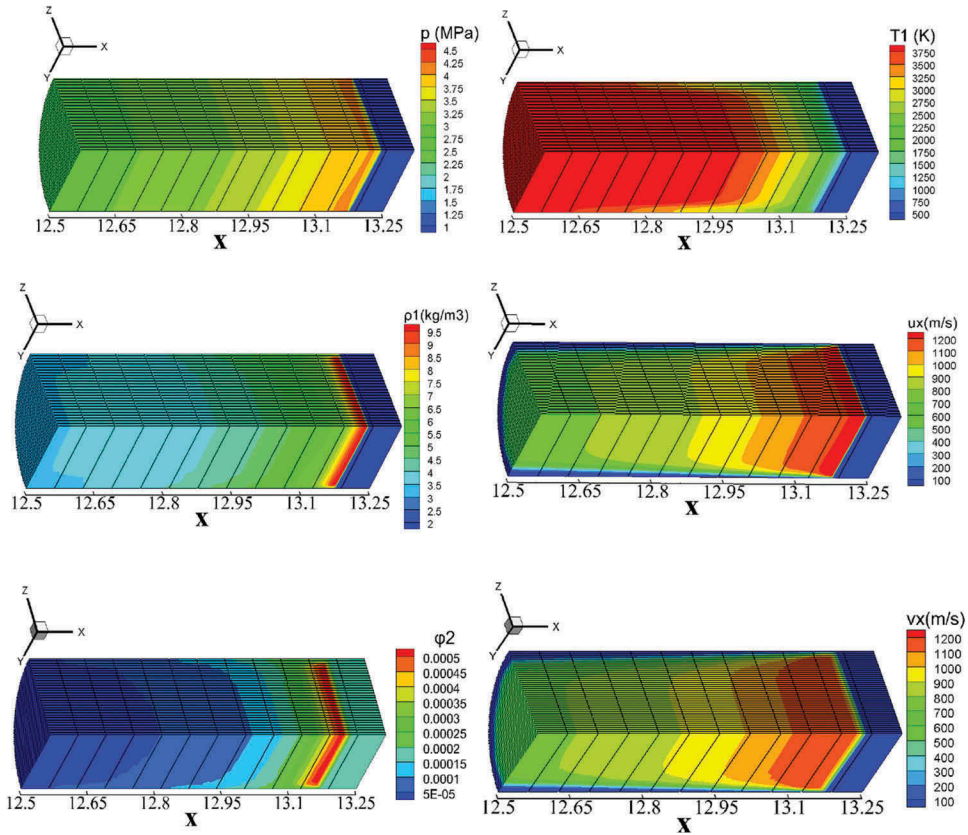 Z
X
Y
p (MPa)
4.5
4.25
4
3.75
3.5
3.25
3
2.75
2.5
2.25
2
1.75
1.5
1.25
1
12.5 12.65 12.8 12.95 13.1 13.25
X
Z
X
Y
T1 (K)
3750
3500
3250
3000
2750
2500
2250
2000
1750
1500
1250
1000
750
500
12.5 12.65 12.8 12.95 13.1 13.25
X
Z
X
Y
ρ1(kg/m3)
9.5
9
8.5
8
7.5
7
6.5
6
5.5
5
4.5
4
3.5
3
2.5
2
12.5 12.65 12.8 12.95 13.1 13.25
X
Z
X
Y
ux(m/s)
1200
1100
1000
900
800
700
600
500
400
300
200
100
12.5 12.65 12.8 12.95 13.1 13.25
X
Z
X
Y
φ2
0.0005
0.00045
0.0004
0.00035
0.0003
0.00025
0.0002
0.00015
0.0001
5E-05
12.5 12.65 12.8 12.95 13.1 13.25
X
Z
X
Y
vx(m/s)
1200
1100
1000
900
800
700
600
500
400
300
200
100
12.5 12.65 12.8 12.95 13.1 13.25
X